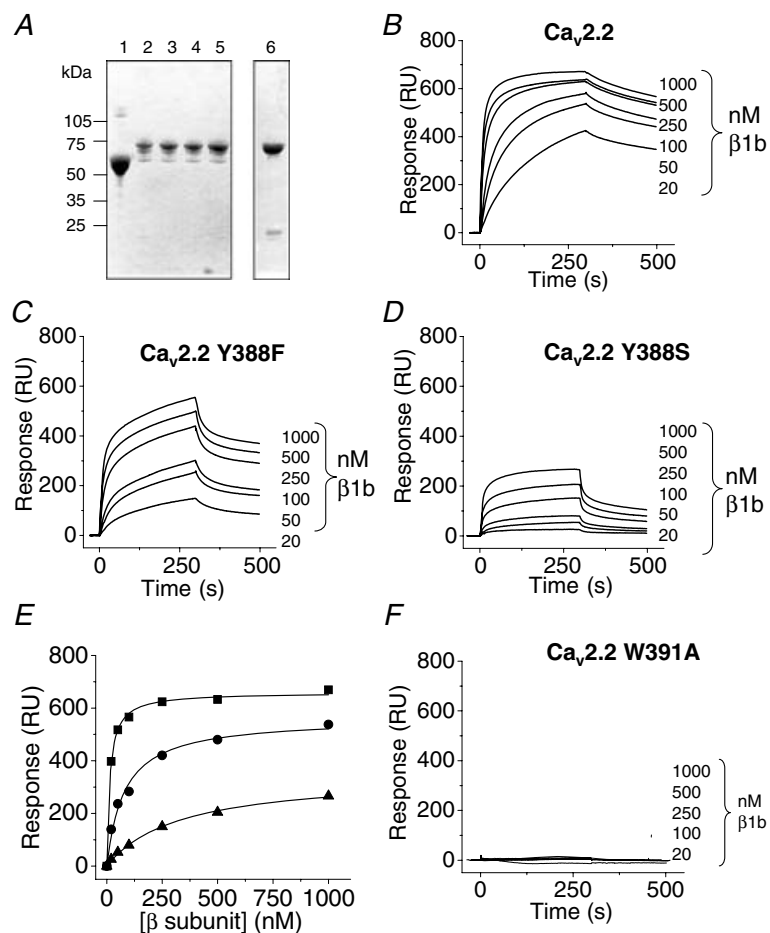 A
1 2 3 4 5 6
kDa
105
75
50
35
25
B
Cav2.2
Response (RU)
800
600
400
200
0
0 250 500
Time (s)
1000
500
250
100
50
20
nM
β1b
C
Cav2.2 Y388F
Response (RU)
800
600
400
200
0
0 250 500
Time (s)
1000
500
250
100
50
20
nM
β1b
D
Cav2.2 Y388S
Response (RU)
800
600
400
200
0
0 250 500
Time (s)
1000
500
250
100
50
20
nM
β1b
E
Response (RU)
800
600
400
200
0
0 250 500 750 1000
[β subunit] (nM)
F
Cav2.2 W391A
Response (RU)
800
600
400
200
0
0 250 500
Time (s)
1000
500
250
100
20
nM
β1b